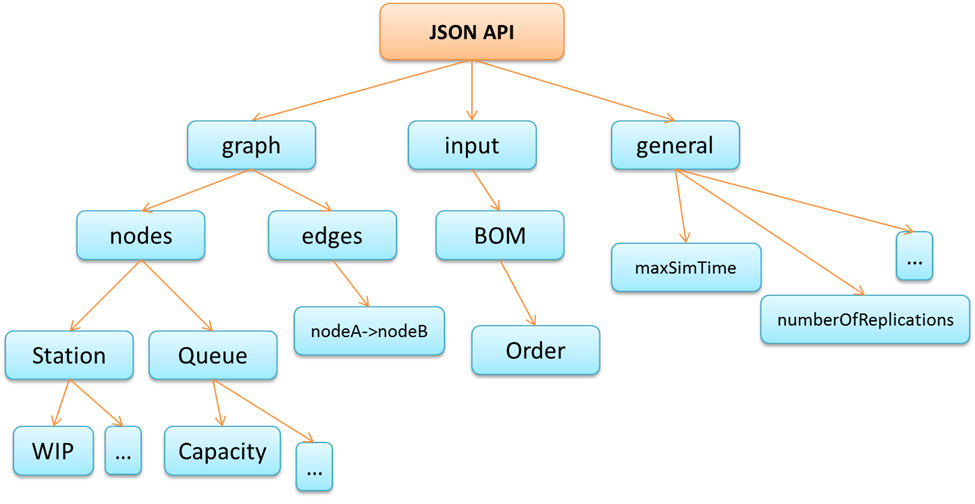 JSON API
graph
input
general
nodes
edges
BOM
maxSimTime
...
nodeA->nodeB
numberOfReplications
Station
Queue
Order
WIP
...
Capacity
...